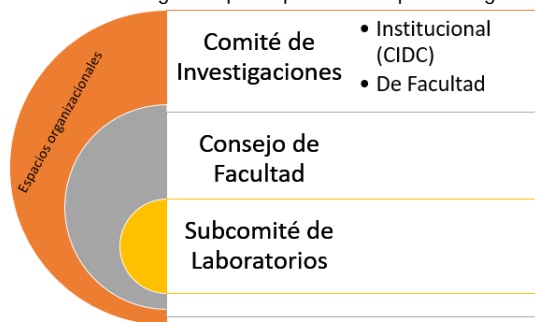 Espacios organizacionales
Comité de
Investigaciones
• Institucional
(CIDC)
• De Facultad
Consejo de
Facultad
Subcomité de
Laboratorios